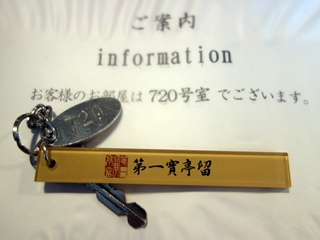 ご案内
information
お客様のお部屋は 720号室 でございます。
720
第一寶亭留